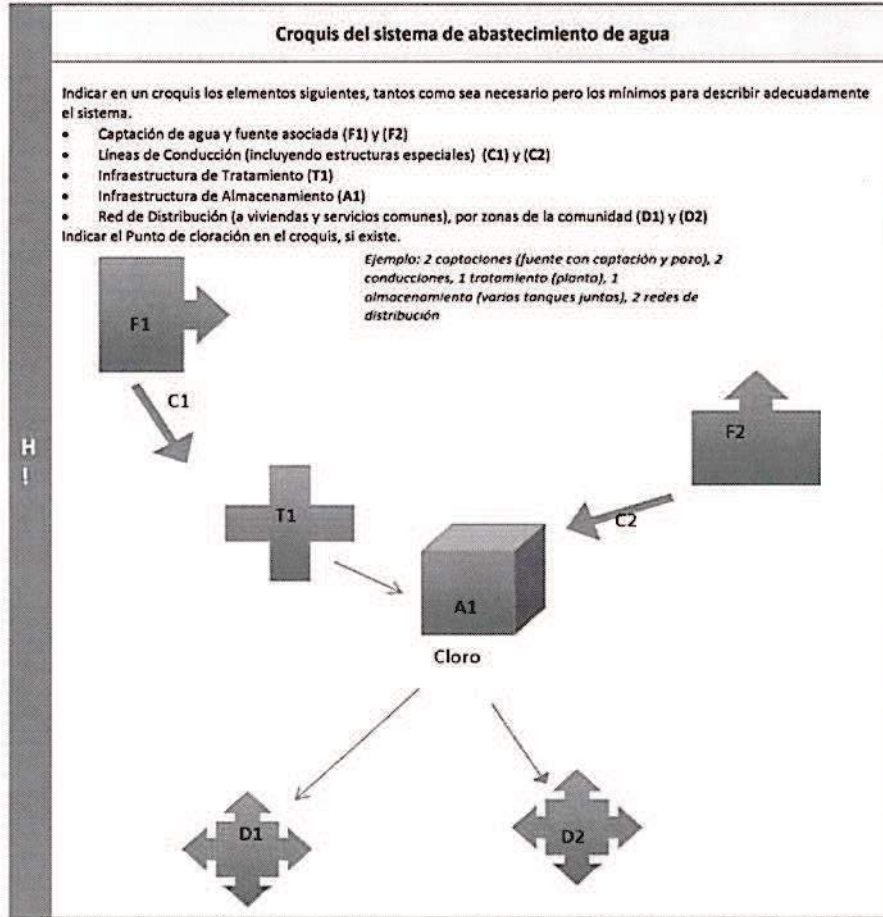 Croquis del sistema de abastecimiento de agua
Indicar en un croquis los elementos siguientes, tantos como sea necesario pero los mínimos para describir adecuadamente
el sistema.
• Captación de agua y fuente asociada (F1) y (F2)
• Líneas de Conducción (incluyendo estructuras especiales) (C1) y (C2)
• Infraestructura de Tratamiento (T1)
• Infraestructura de Almacenamiento (A1)
• Red de Distribución (a viviendas y servicios comunes), por zonas de la comunidad (D1) y (D2)
Indicar el Punto de cloración en el croquis, si existe.
Ejemplo: 2 captaciones (fuente con captación y pozo), 2
conducciones, 1 tratamiento (planta), 1
almacenamiento (varios tanques juntos), 2 redes de
distribución
F1
C1
F2
H
T1
C2
A1
Cloro
D1
D2